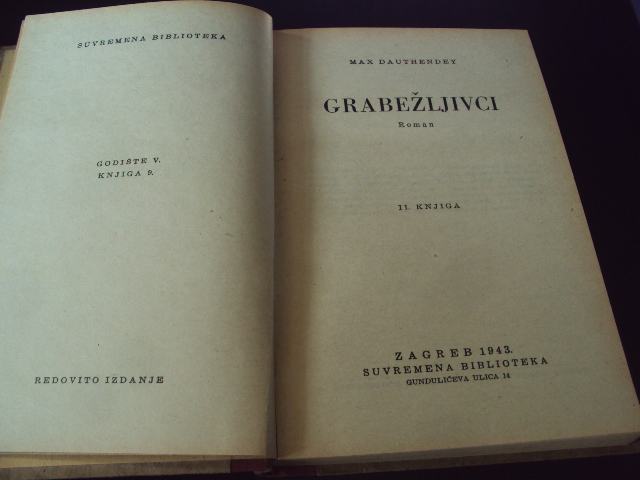 SUVREMENA BIBLIOTEKA
GODIŠTE V.
KNJIGA 9.
REDOVITO IZDANJE
MAX DAUTHENDEY
GRABEŽLJIVCI
Roman
11. KNJIGA
ZAGREB 1943.
SUVREMENA BIBLIOTEKA
GUNDULIĆEVA ULICA 14